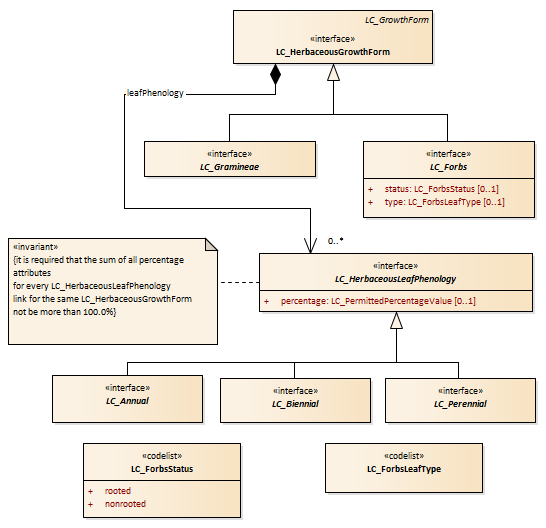 LC_GrowthForm
«interface»
LC_HerbaceousGrowthForm
leafPhenology
«interface»
LC_Gramineae
«interface»
LC_Forbs
+ status: LC_ForbsStatus [0..1]
+ type: LC_ForbsLeafType [0..1]
0..*
«invariant»
{it is required that the sum of all percentage
attributes
for every LC_HerbaceousLeafPhenology
link for the same LC_HerbaceousGrowthForm
not be more than 100.0%}
«interface»
LC_HerbaceousLeafPhenology
+ percentage: LC_PermittedPercentageValue [0..1]
«interface»
LC_Annual
«interface»
LC_Biennial
«interface»
LC_Perennial
«codelist»
LC_ForbsStatus
+ rooted
+ nonrooted
«codelist»
LC_ForbsLeafType